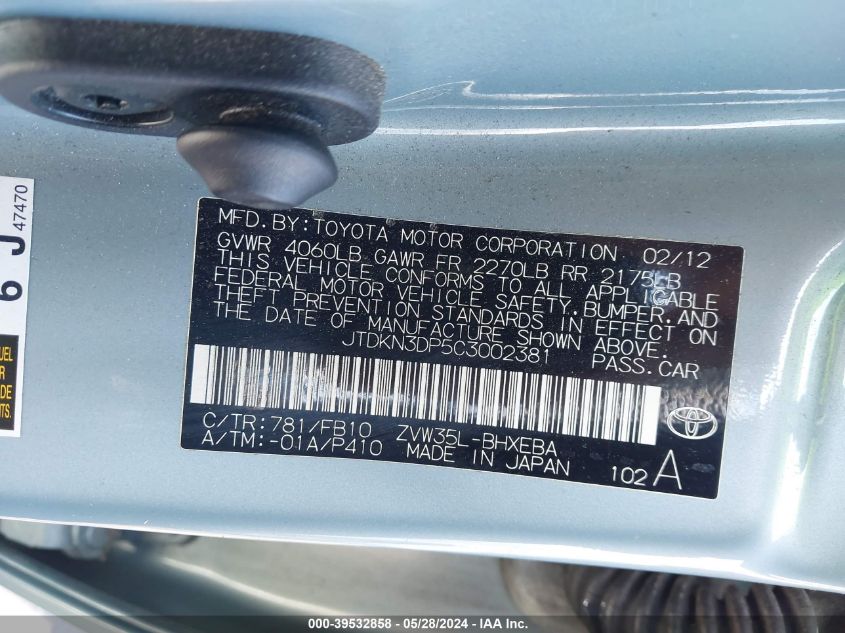 MFD. BY: TOYOTA MOTOR CORPORATION 02/12
GVWR 4060LB GAWR FR 2270LB RR 2175LB
THIS VEHICLE CONFORMS TO ALL APPLICABLE
FEDERAL MOTOR VEHICLE SAFETY, BUMPER, AND
THEFT PREVENTION STANDARDS IN EFFECT ON
THE DATE OF MANUFACTURE SHOWN ABOVE.
JTDKN3DP5C3002381 PASS. CAR
C/TR: 781/FB10 ZVW35L-BHXEBA
A/TM: -01A/P410 MADE IN JAPAN
102 A
6 J 47470
000-39532858 - 05/28/2024 - IAA Inc.